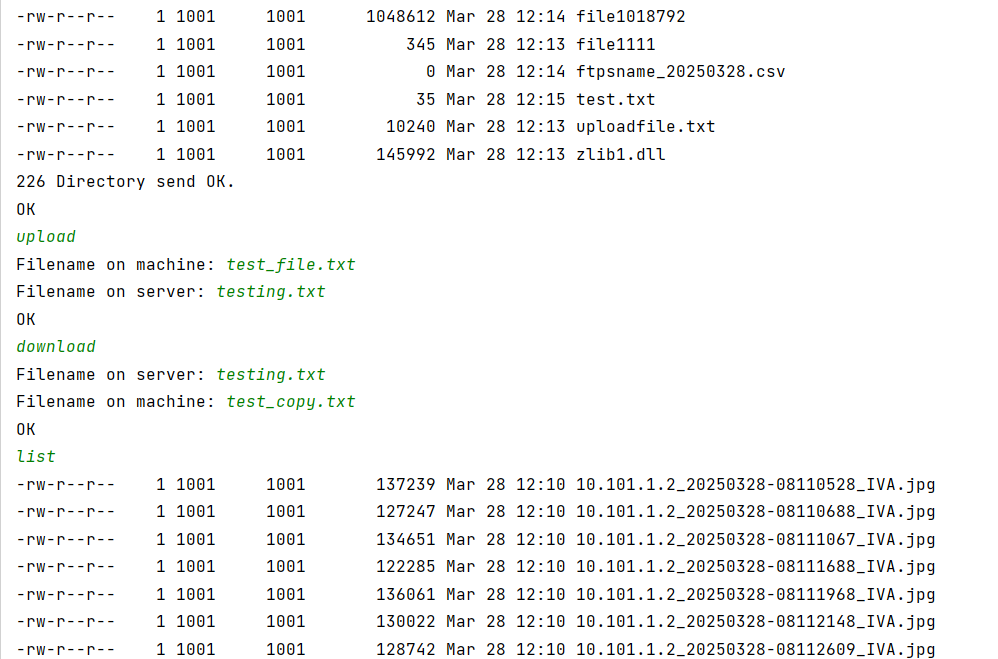 -rw-r--r--    1 1001     1001      1048612 Mar 28 12:14 file1018792
-rw-r--r--    1 1001     1001          345 Mar 28 12:13 file1111
-rw-r--r--    1 1001     1001            0 Mar 28 12:14 ftpsname_20250328.csv
-rw-r--r--    1 1001     1001           35 Mar 28 12:15 test.txt
-rw-r--r--    1 1001     1001        10240 Mar 28 12:13 uploadfile.txt
-rw-r--r--    1 1001     1001       145992 Mar 28 12:13 zlib1.dll
226 Directory send OK.
OK
upload
Filename on machine: test_file.txt
Filename on server: testing.txt
OK
download
Filename on server: testing.txt
Filename on machine: test_copy.txt
OK
list
-rw-r--r--    1 1001     1001       137239 Mar 28 12:10 10.101.1.2_20250328-08110528_IVA.jpg
-rw-r--r--    1 1001     1001       127247 Mar 28 12:10 10.101.1.2_20250328-08110688_IVA.jpg
-rw-r--r--    1 1001     1001       134651 Mar 28 12:10 10.101.1.2_20250328-08111067_IVA.jpg
-rw-r--r--    1 1001     1001       122285 Mar 28 12:10 10.101.1.2_20250328-08111688_IVA.jpg
-rw-r--r--    1 1001     1001       136061 Mar 28 12:10 10.101.1.2_20250328-08111968_IVA.jpg
-rw-r--r--    1 1001     1001       130022 Mar 28 12:10 10.101.1.2_20250328-08112148_IVA.jpg
-rw-r--r--    1 1001     1001       128742 Mar 28 12:10 10.101.1.2_20250328-08112609_IVA.jpg